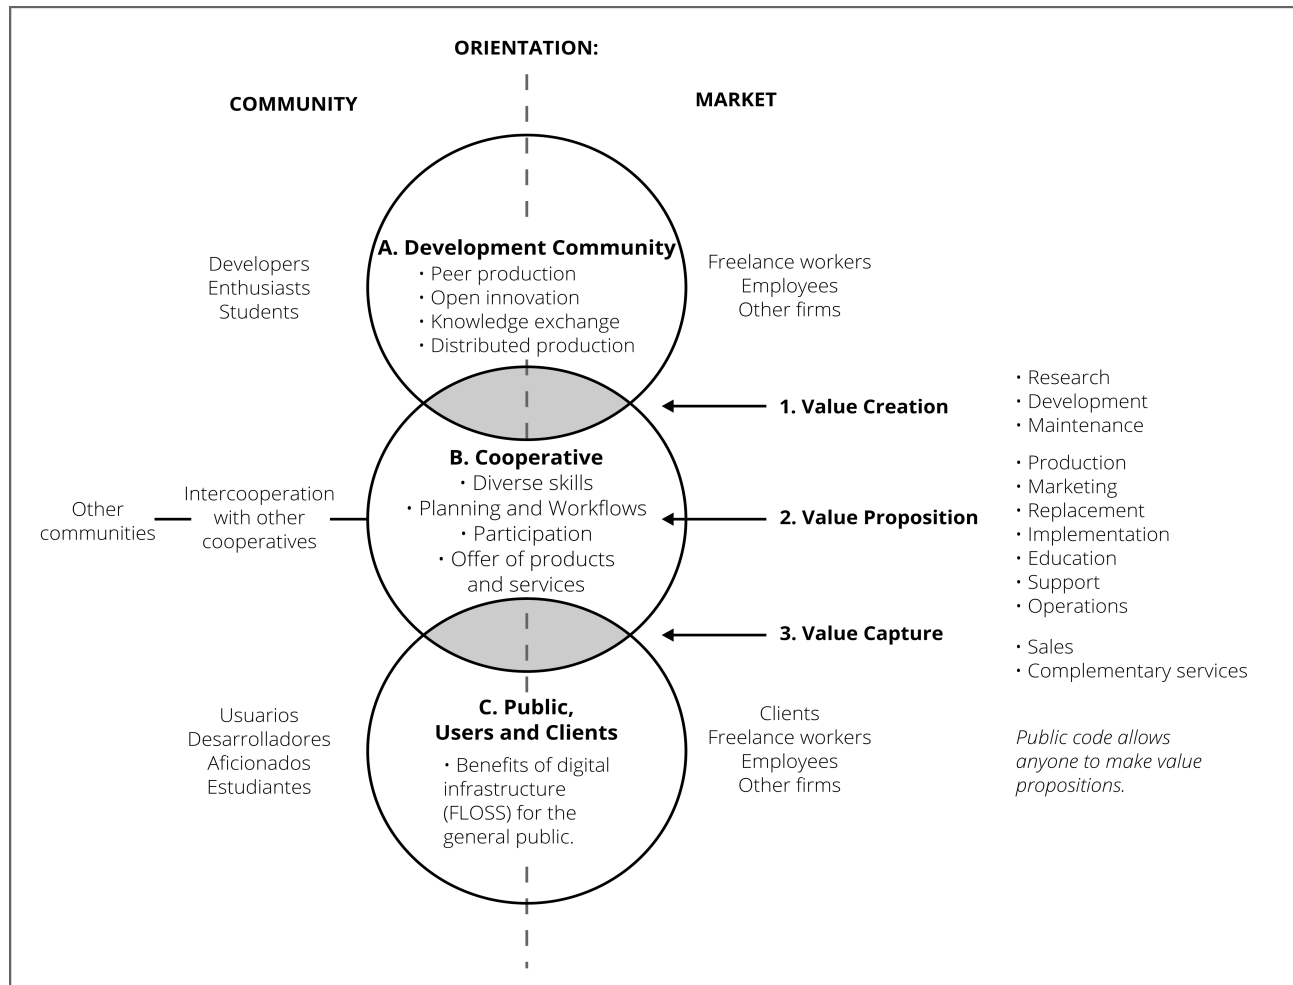 ORIENTATION:
COMMUNITY
MARKET
A. Development Community
• Peer production
• Open innovation
• Knowledge exchange
• Distributed production
Developers
Enthusiasts
Students
Freelance workers
Employees
Other firms
1. Value Creation
• Research
• Development
• Maintenance
B. Cooperative
• Diverse skills
• Planning and Workflows
• Participation
• Offer of products
and services
Other
communities
Intercooperation
with other
cooperatives
2. Value Proposition
• Production
• Marketing
• Replacement
• Implementation
• Education
• Support
• Operations
3. Value Capture
• Sales
• Complementary services
C. Public,
Users and Clients
• Benefits of digital
infrastructure
(FLOSS) for the
general public.
Usuarios
Desarrolladores
Aficionados
Estudiantes
Clients
Freelance workers
Employees
Other firms
Public code allows
anyone to make value
propositions.